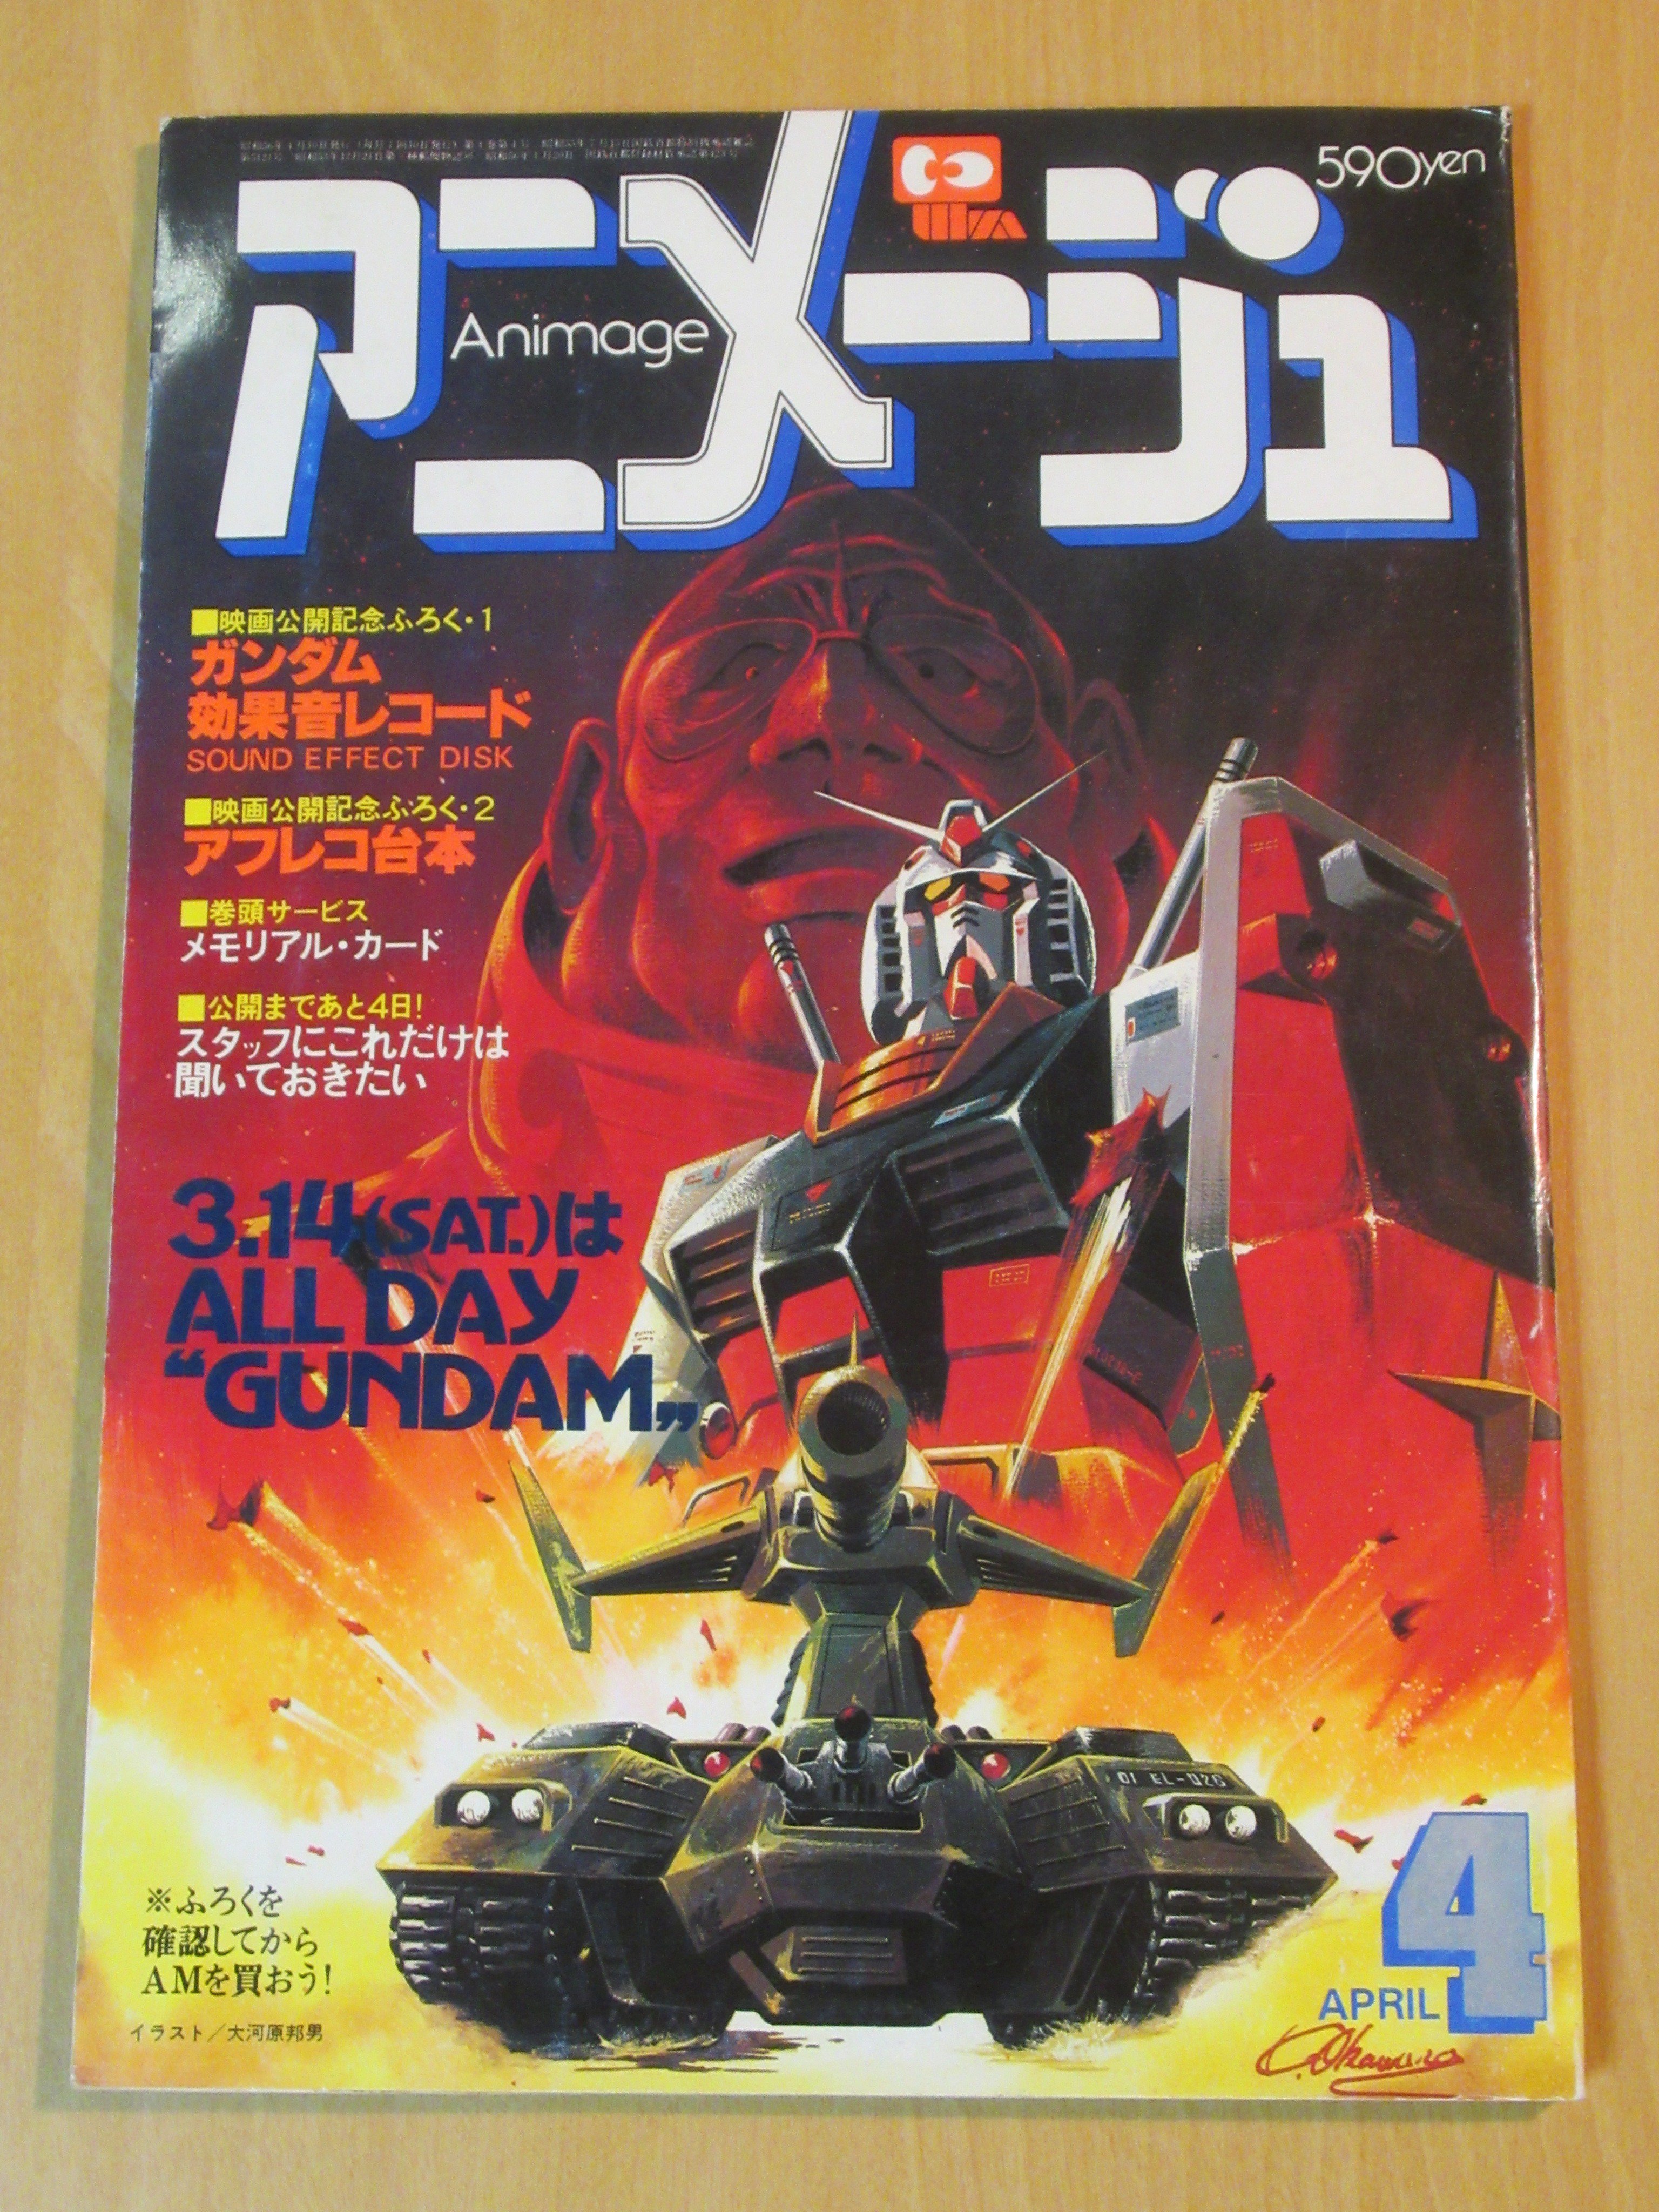 590yen
アニメージュ
Animage
■映画公開記念ふろく・1
ガンダム
効果音レコード
SOUND EFFECT DISK
■映画公開記念ふろく・2
アフレコ台本
■巻頭サービス
メモリアル・カード
■公開まであと4日!
スタッフにこれだけは
聞いておきたい
3.14(SAT.)は
ALL DAY
“GUNDAM”
01 EL-026
※ふろくを
確認してから
AMを買おう!
イラスト/大河原邦男
4
APRIL